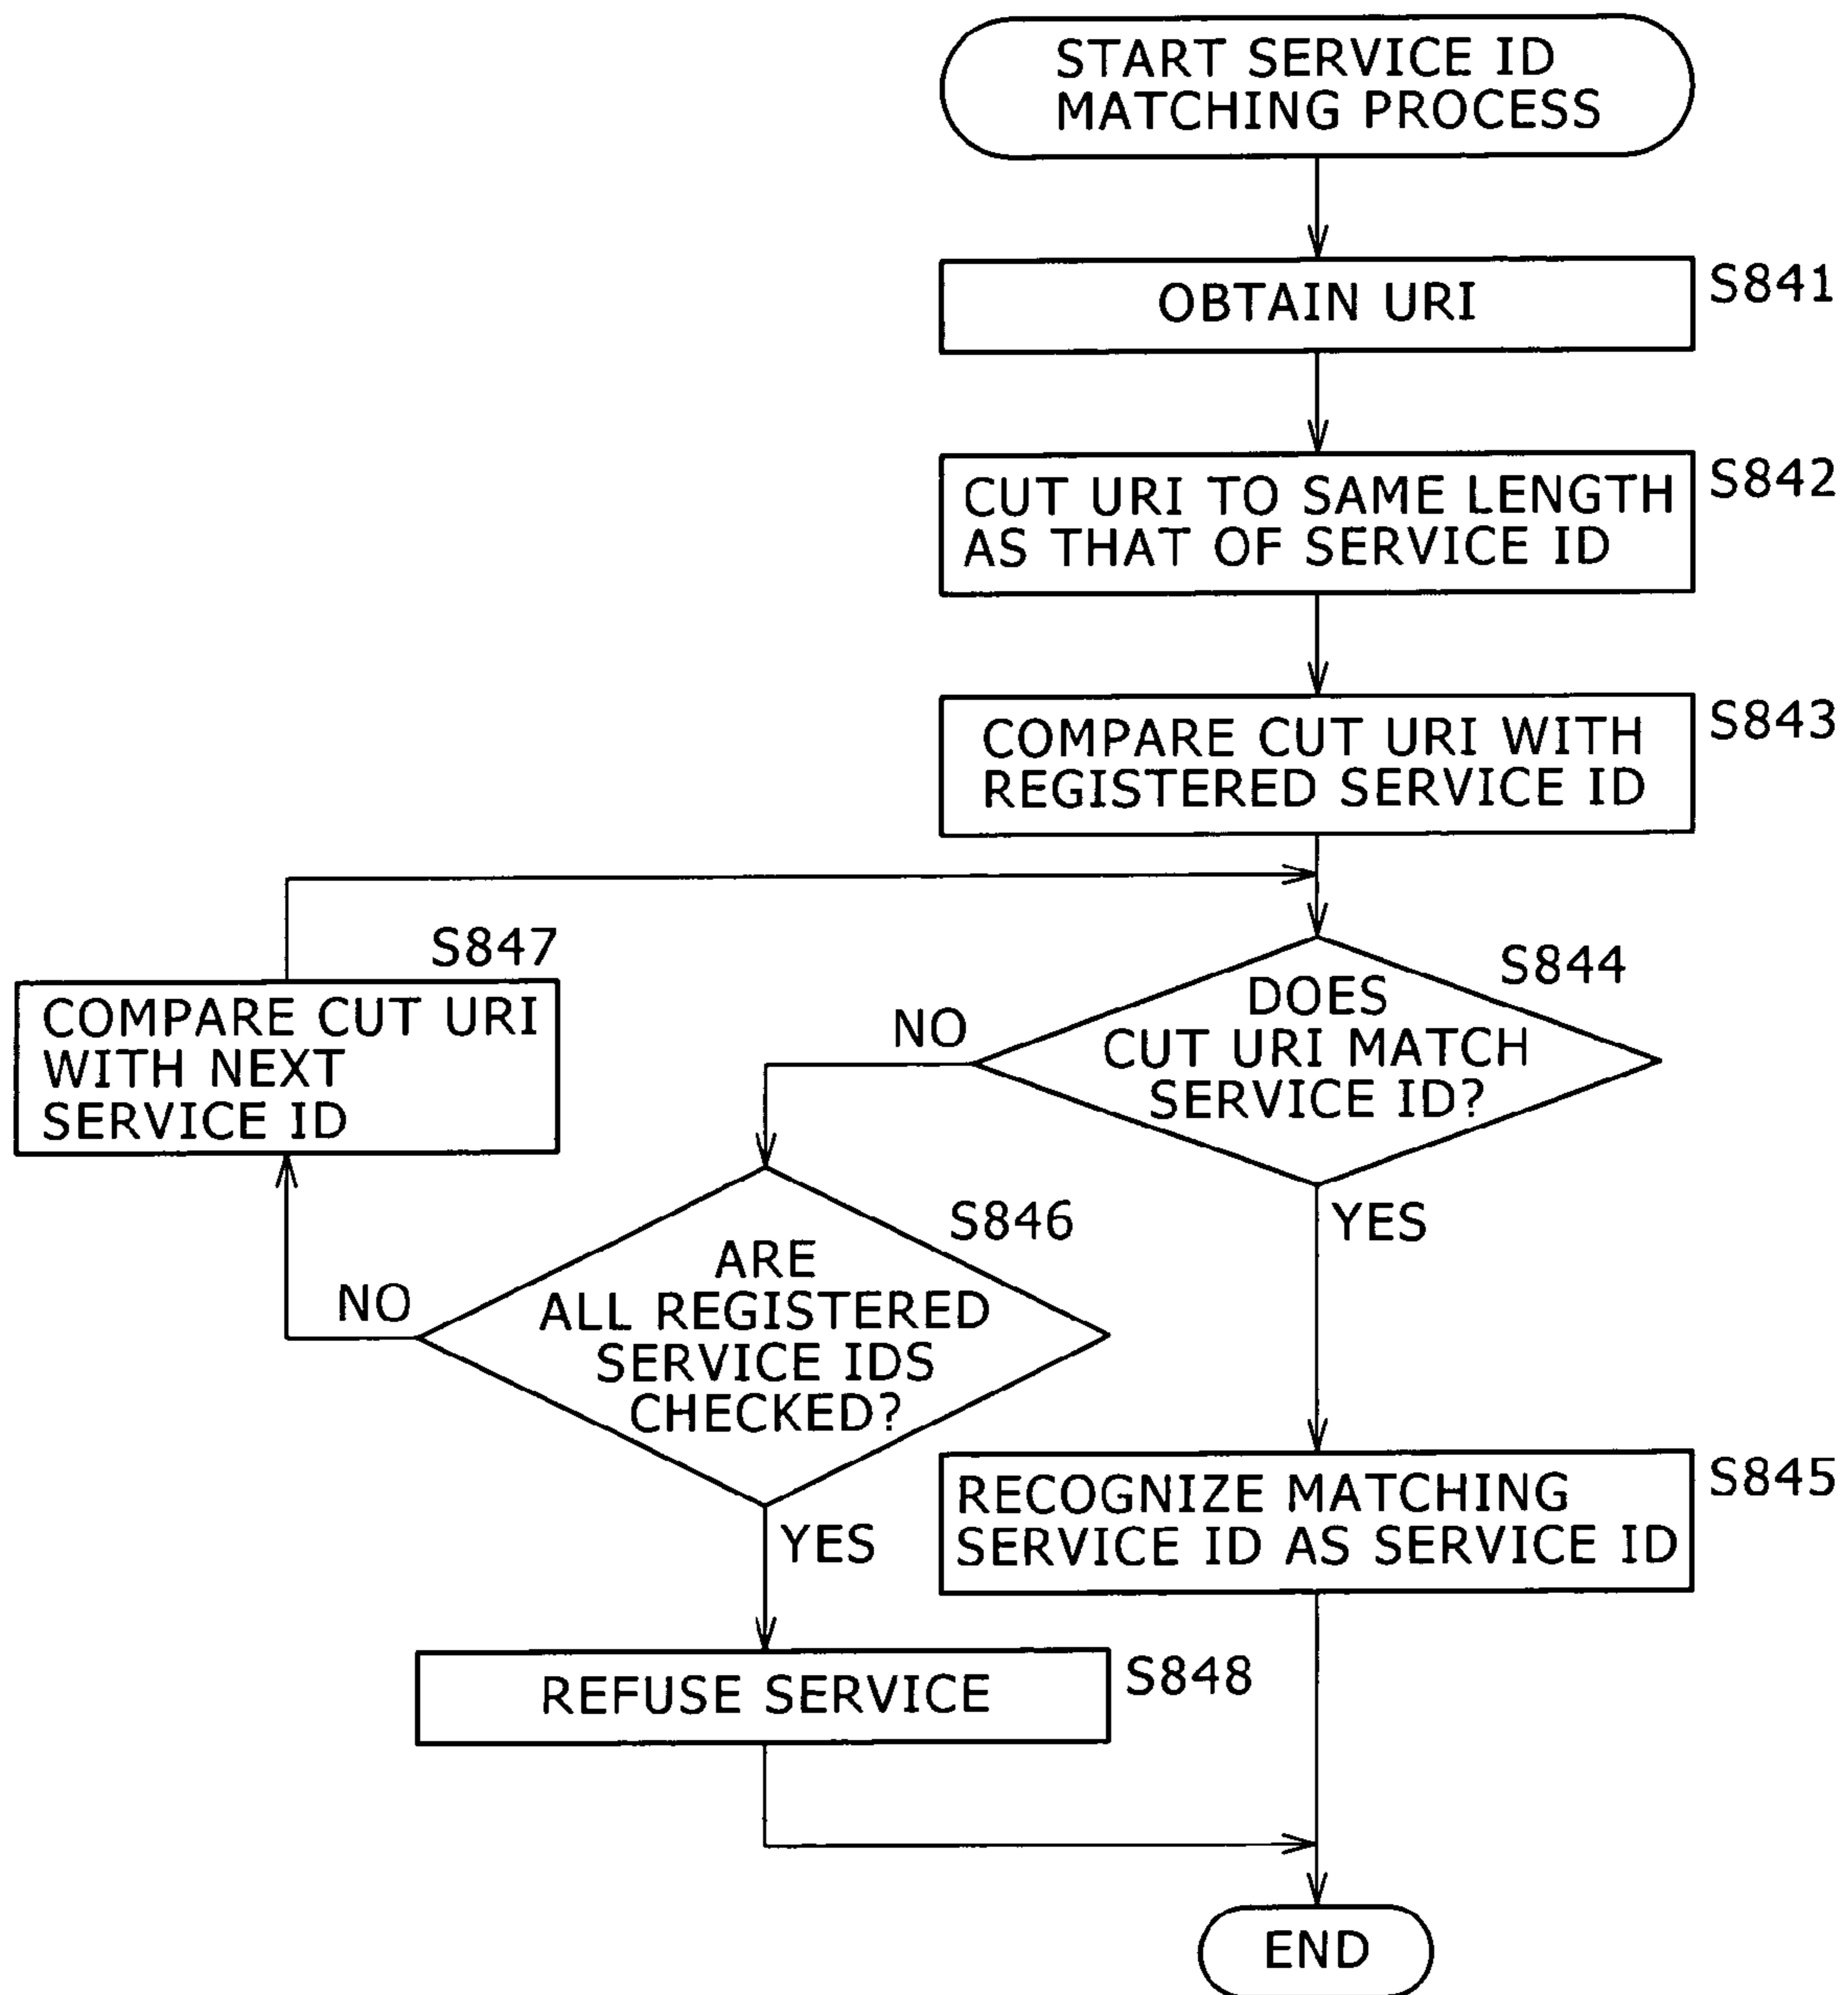 START SERVICE ID
MATCHING PROCESS
OBTAIN URI
S841
CUT URI TO SAME LENGTH
AS THAT OF SERVICE ID
S842
COMPARE CUT URI WITH
REGISTERED SERVICE ID
S843
S847
COMPARE CUT URI
WITH NEXT
SERVICE ID
S844
DOES
CUT URI MATCH
SERVICE ID?
NO
YES
S846
ARE
ALL REGISTERED
SERVICE IDS
CHECKED?
NO
YES
RECOGNIZE MATCHING
SERVICE ID AS SERVICE ID
S845
REFUSE SERVICE
S848
END